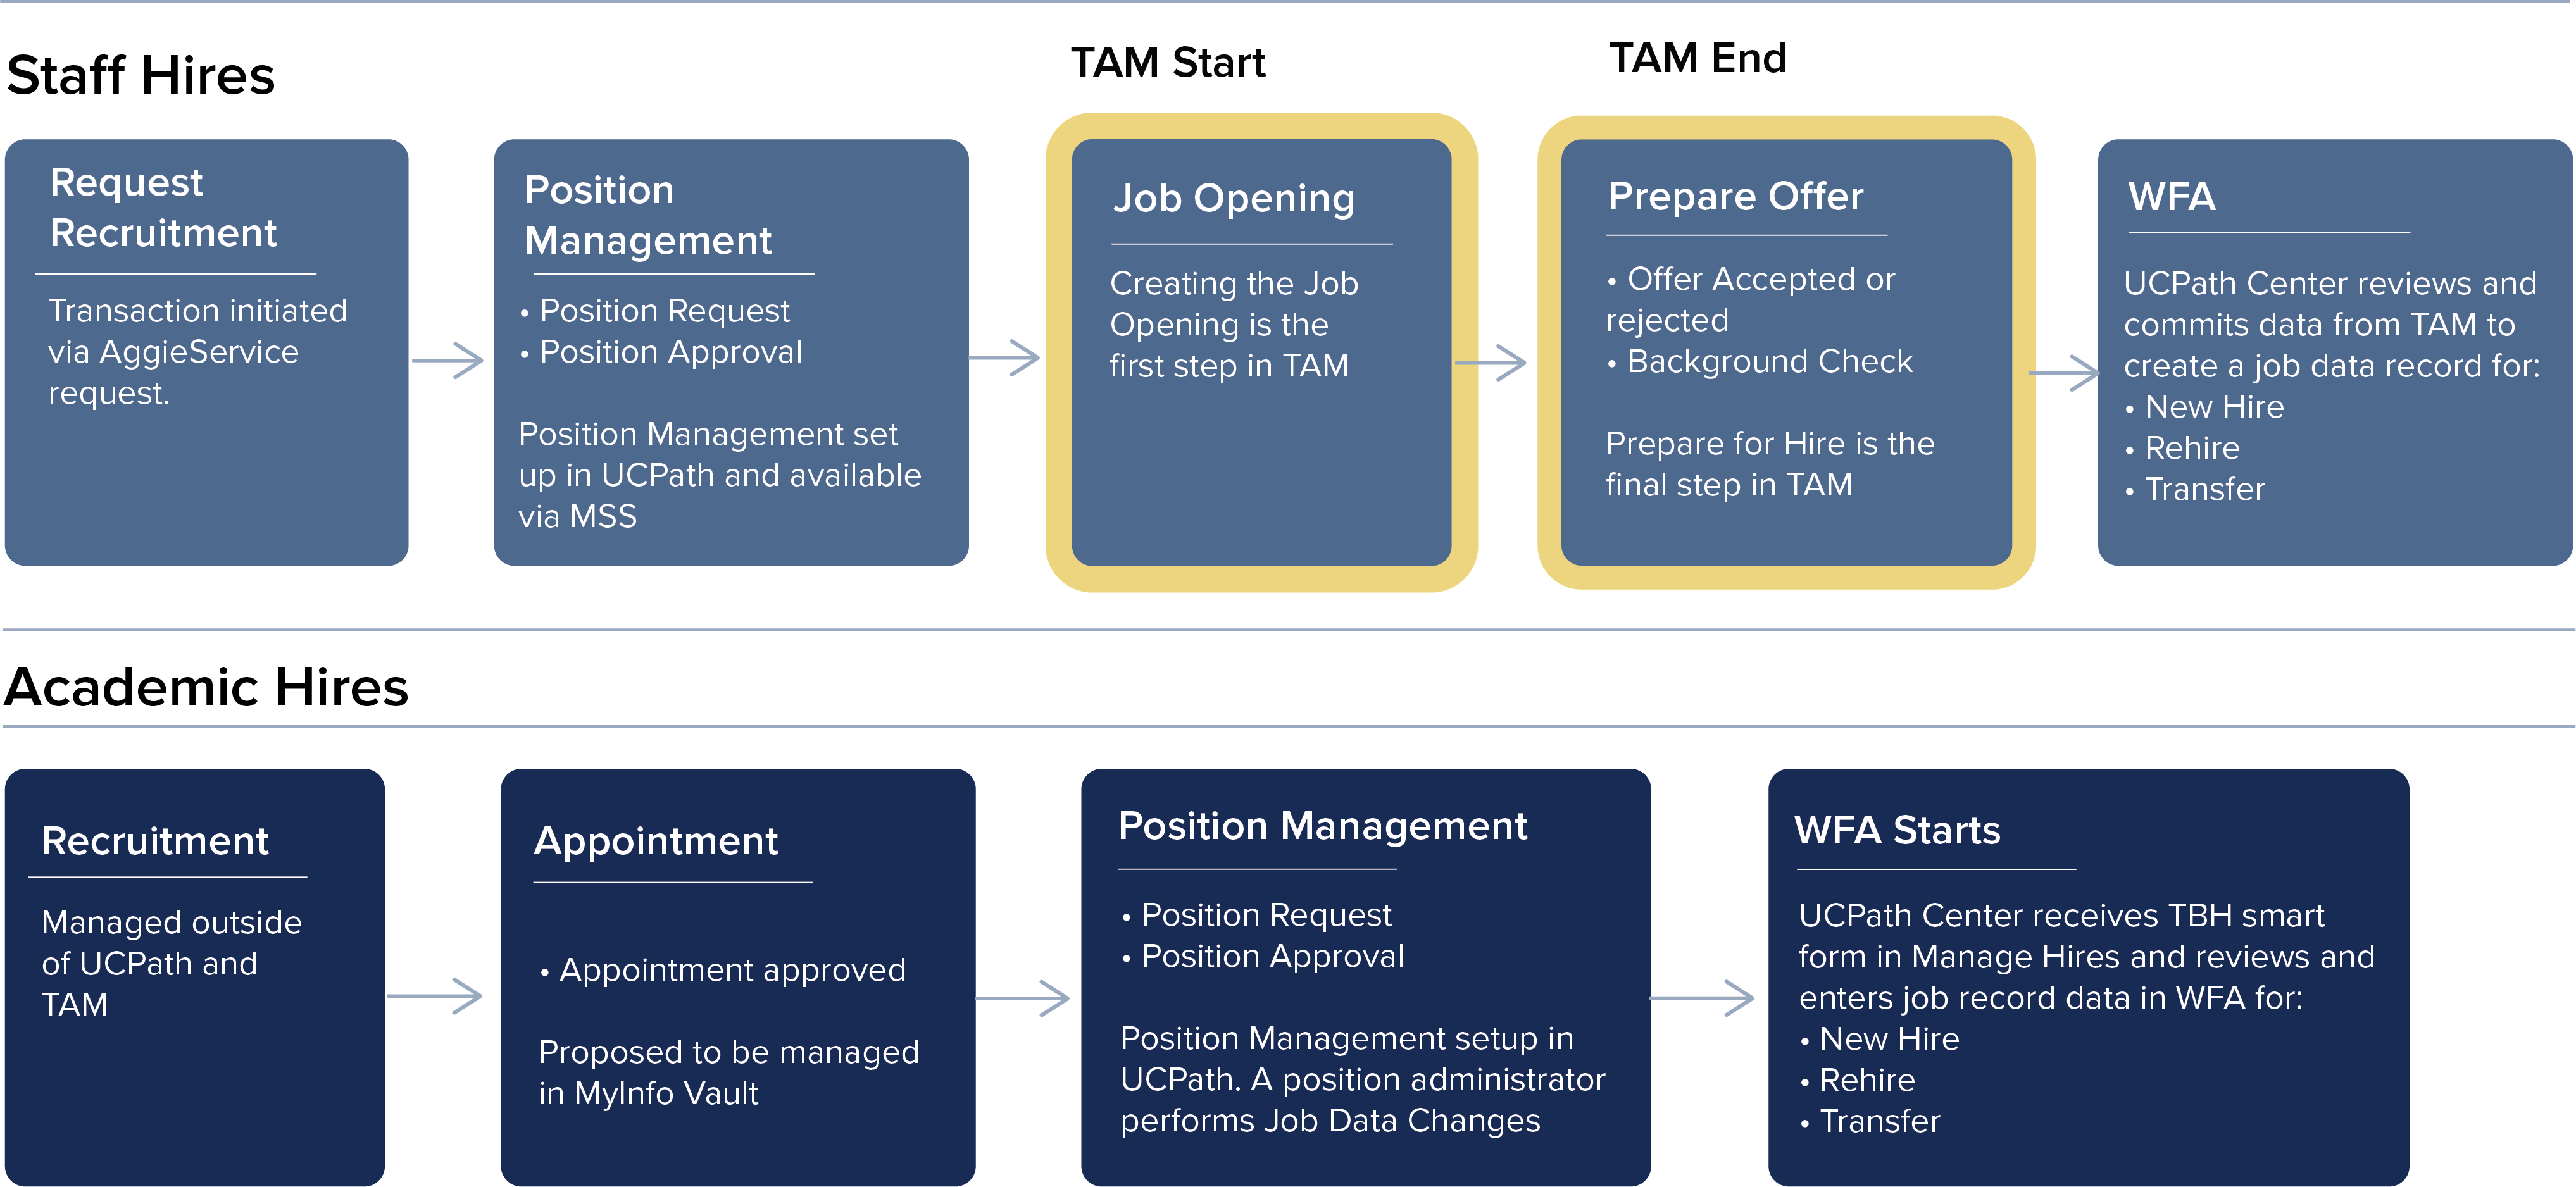 Staff Hires
TAM Start
TAM End
Request
Recruitment
Transaction initiated
via AggieService
request.
Position
Management
• Position Request
• Position Approval
Position Management set
up in UCPath and available
via MSS
Job Opening
Creating the Job
Opening is the
first step in TAM
Prepare Offer
• Offer Accepted or
rejected
• Background Check
Prepare for Hire is the
final step in TAM
WFA
UCPath Center reviews and
commits data from TAM to
create a job data record for:
• New Hire
• Rehire
• Transfer
Academic Hires
Recruitment
Managed outside
of UCPath and
TAM
Appointment
• Appointment approved
Proposed to be managed
in MyInfo Vault
Position Management
• Position Request
• Position Approval
Position Management setup in
UCPath. A position administrator
performs Job Data Changes
WFA Starts
UCPath Center receives TBH smart
form in Manage Hires and reviews and
enters job record data in WFA for:
• New Hire
• Rehire
• Transfer